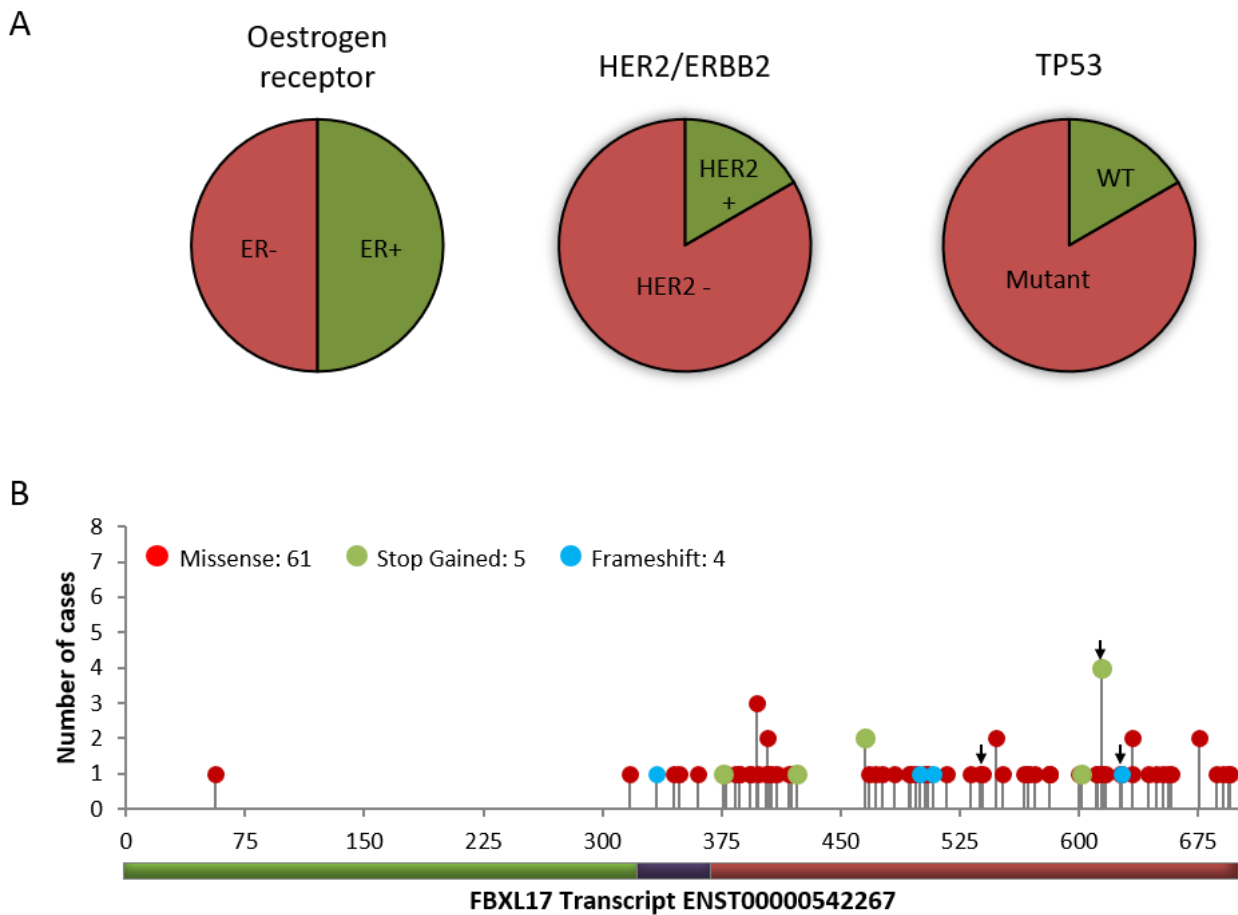 A
Oestrogen
receptor
HER2/ERBB2
TP53
ER-
ER+
HER2
+
HER2 -
WT
Mutant
B
Number of cases
8
7
6
5
4
3
2
1
0
Missense: 61
Stop Gained: 5
Frameshift: 4
0 75 150 225 300 375 450 525 600 675
FBXL17 Transcript ENST00000542267